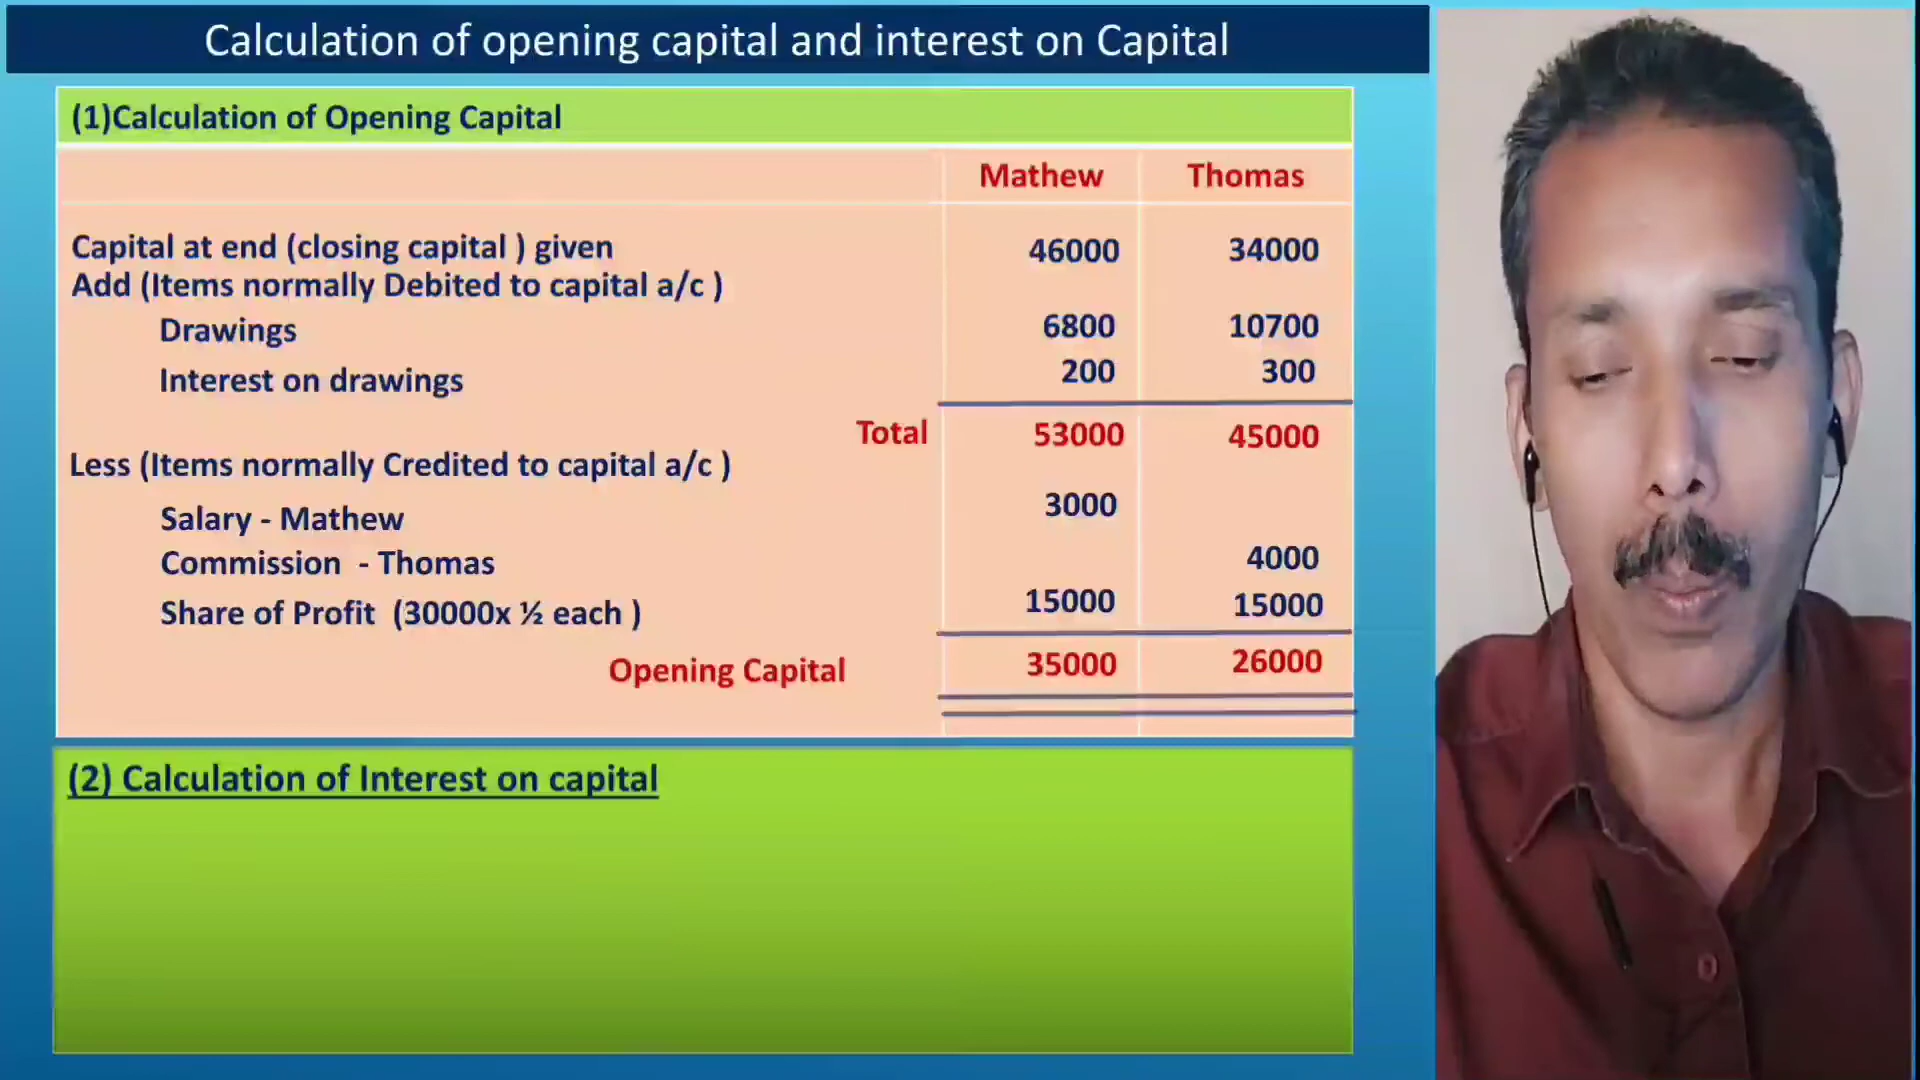 Calculation of opening capital and interest on Capital
(1)Calculation of Opening Capital
Mathew Thomas
Capital at end (closing capital ) given 46000 34000
Add (Items normally Debited to capital a/c )
Drawings 6800 10700
Interest on drawings 200 300
Total 53000 45000
Less (Items normally Credited to capital a/c )
Salary - Mathew 3000
Commission - Thomas 4000
Share of Profit (30000x ½ each ) 15000 15000
Opening Capital 35000 26000
(2) Calculation of Interest on capital